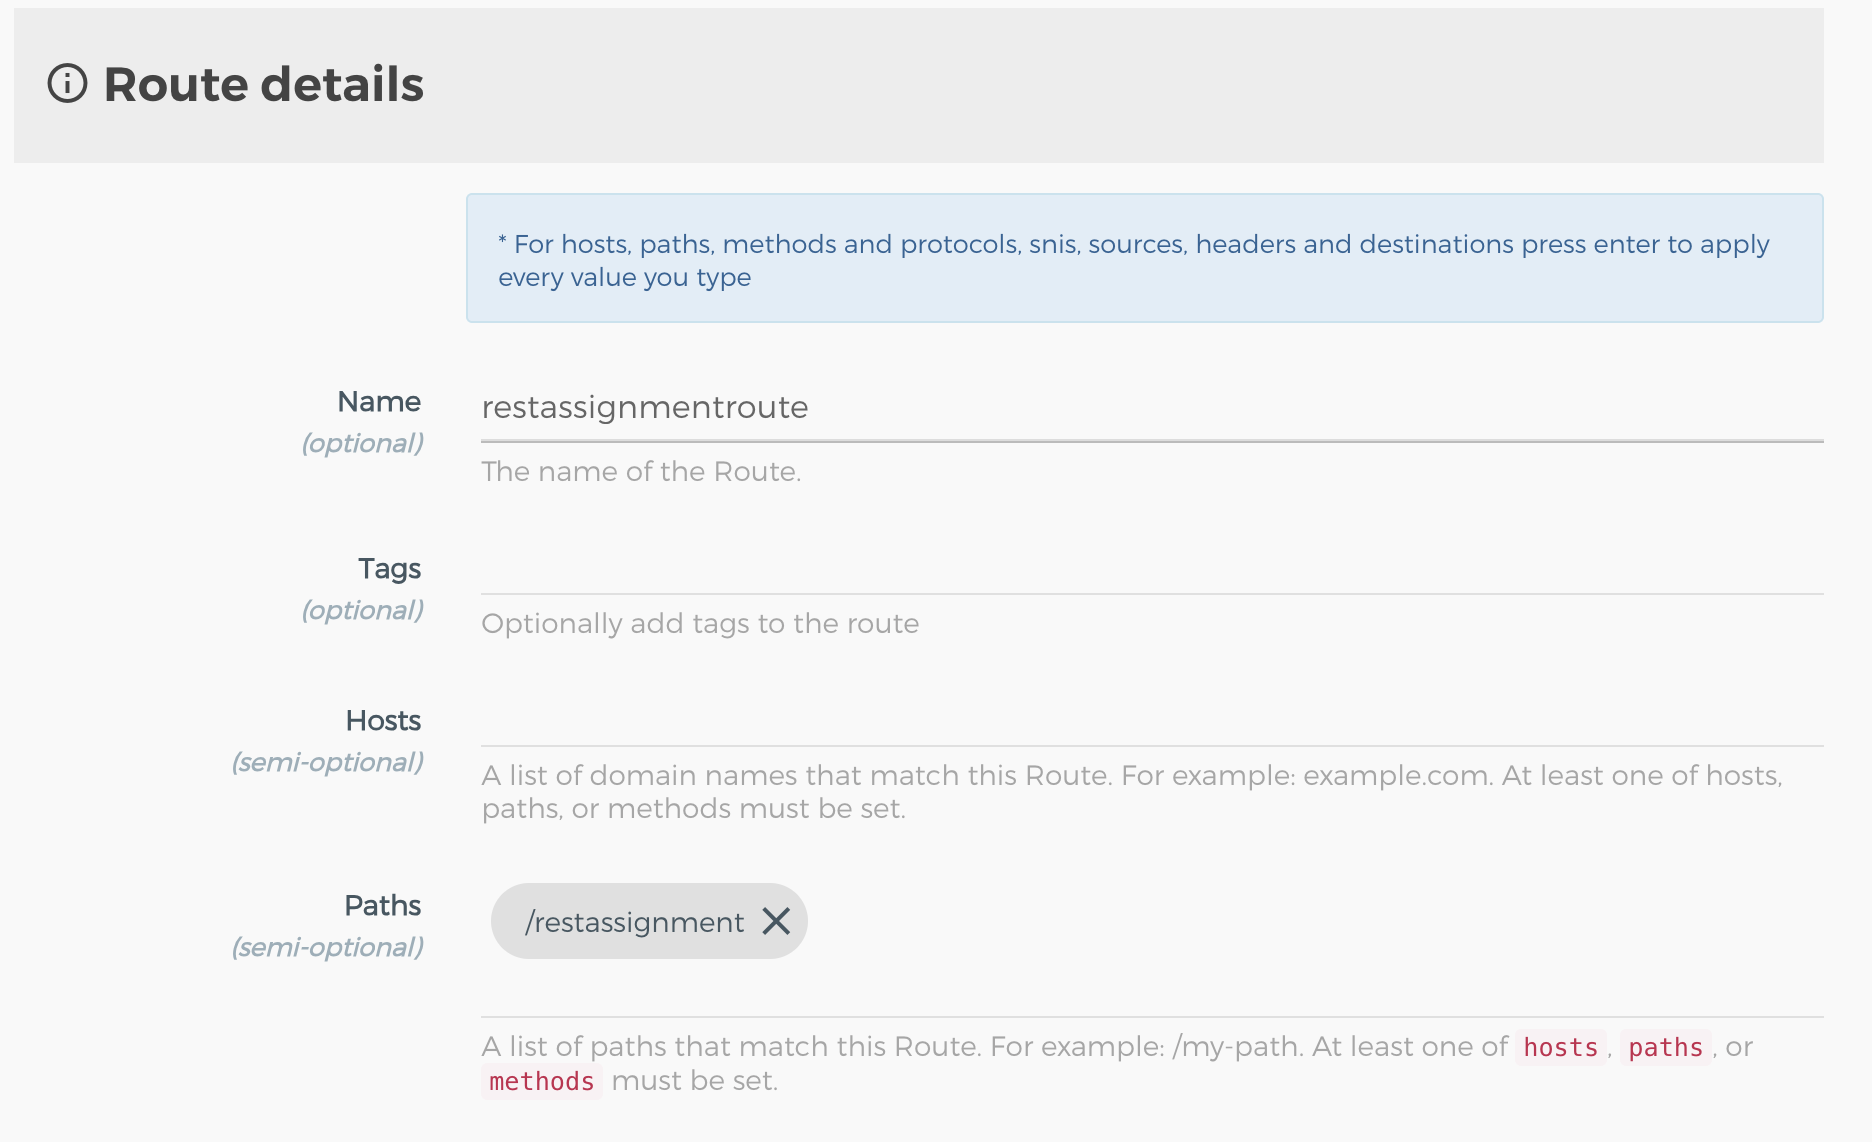 Route details
* For hosts, paths, methods and protocols, snis, sources, headers and destinations press enter to apply
every value you type
Name
(optional)
restassignmentroute
The name of the Route.
Tags
(optional)
Optionally add tags to the route
Hosts
(semi-optional)
A list of domain names that match this Route. For example: example.com. At least one of hosts,
paths, or methods must be set.
Paths
(semi-optional)
/restassignment
A list of paths that match this Route. For example: /my-path. At least one of hosts , paths , or
methods must be set.